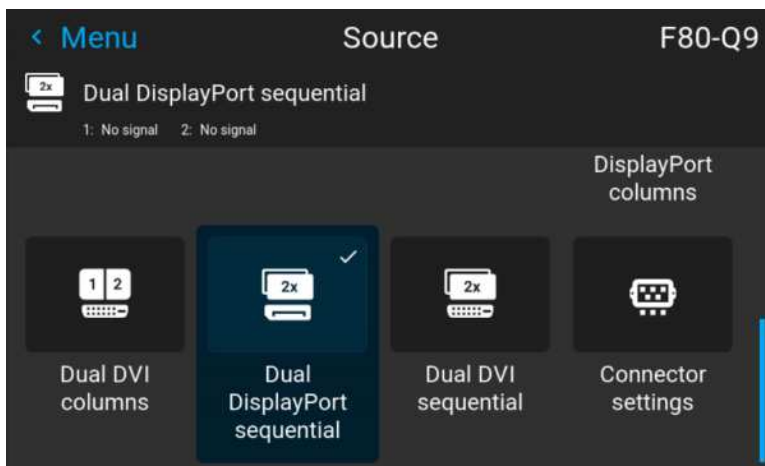 < Menu Source F80-Q9
2x
Dual DisplayPort sequential
1: No signal 2: No signal
DisplayPort
columns
1 2 2x 2x
Dual DVI
columns
Dual
DisplayPort
sequential
Dual DVI
sequential
Connector
settings